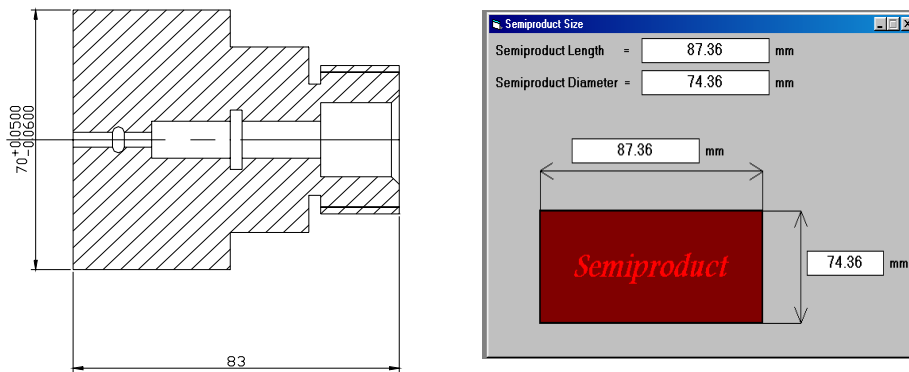 70+0.0500
-0.0600
83
Semiproduct Size
Semiproduct Length = 87.36 mm
Semiproduct Diameter = 74.36 mm
87.36 mm
Semiproduct
74.36 mm